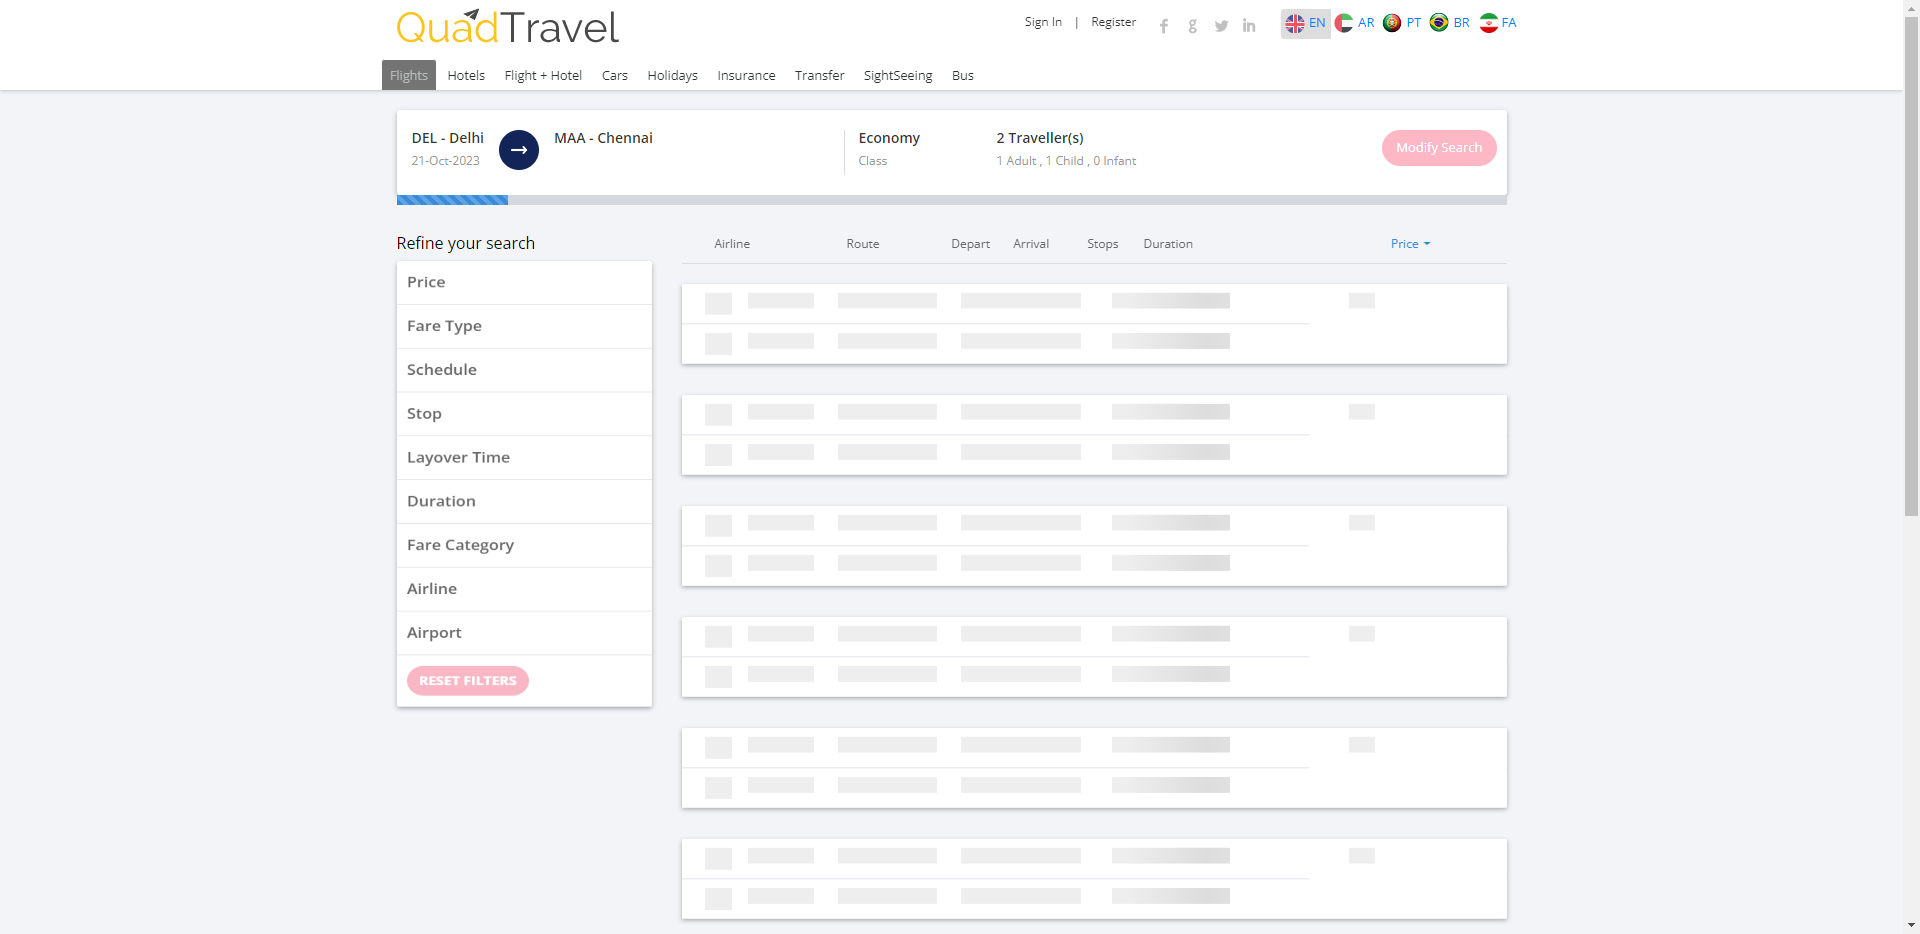 QuadTravel
Sign In | Register
EN AR PT BR FA
Flights Hotels Flight + Hotel Cars Holidays Insurance Transfer SightSeeing Bus
DEL - Delhi
21-Oct-2023
MAA - Chennai
Economy
Class
2 Traveller(s)
1 Adult , 1 Child , 0 Infant
Modify Search
Refine your search
Price
Fare Type
Schedule
Stop
Layover Time
Duration
Fare Category
Airline
Airport
RESET FILTERS
Airline Route Depart Arrival Stops Duration Price